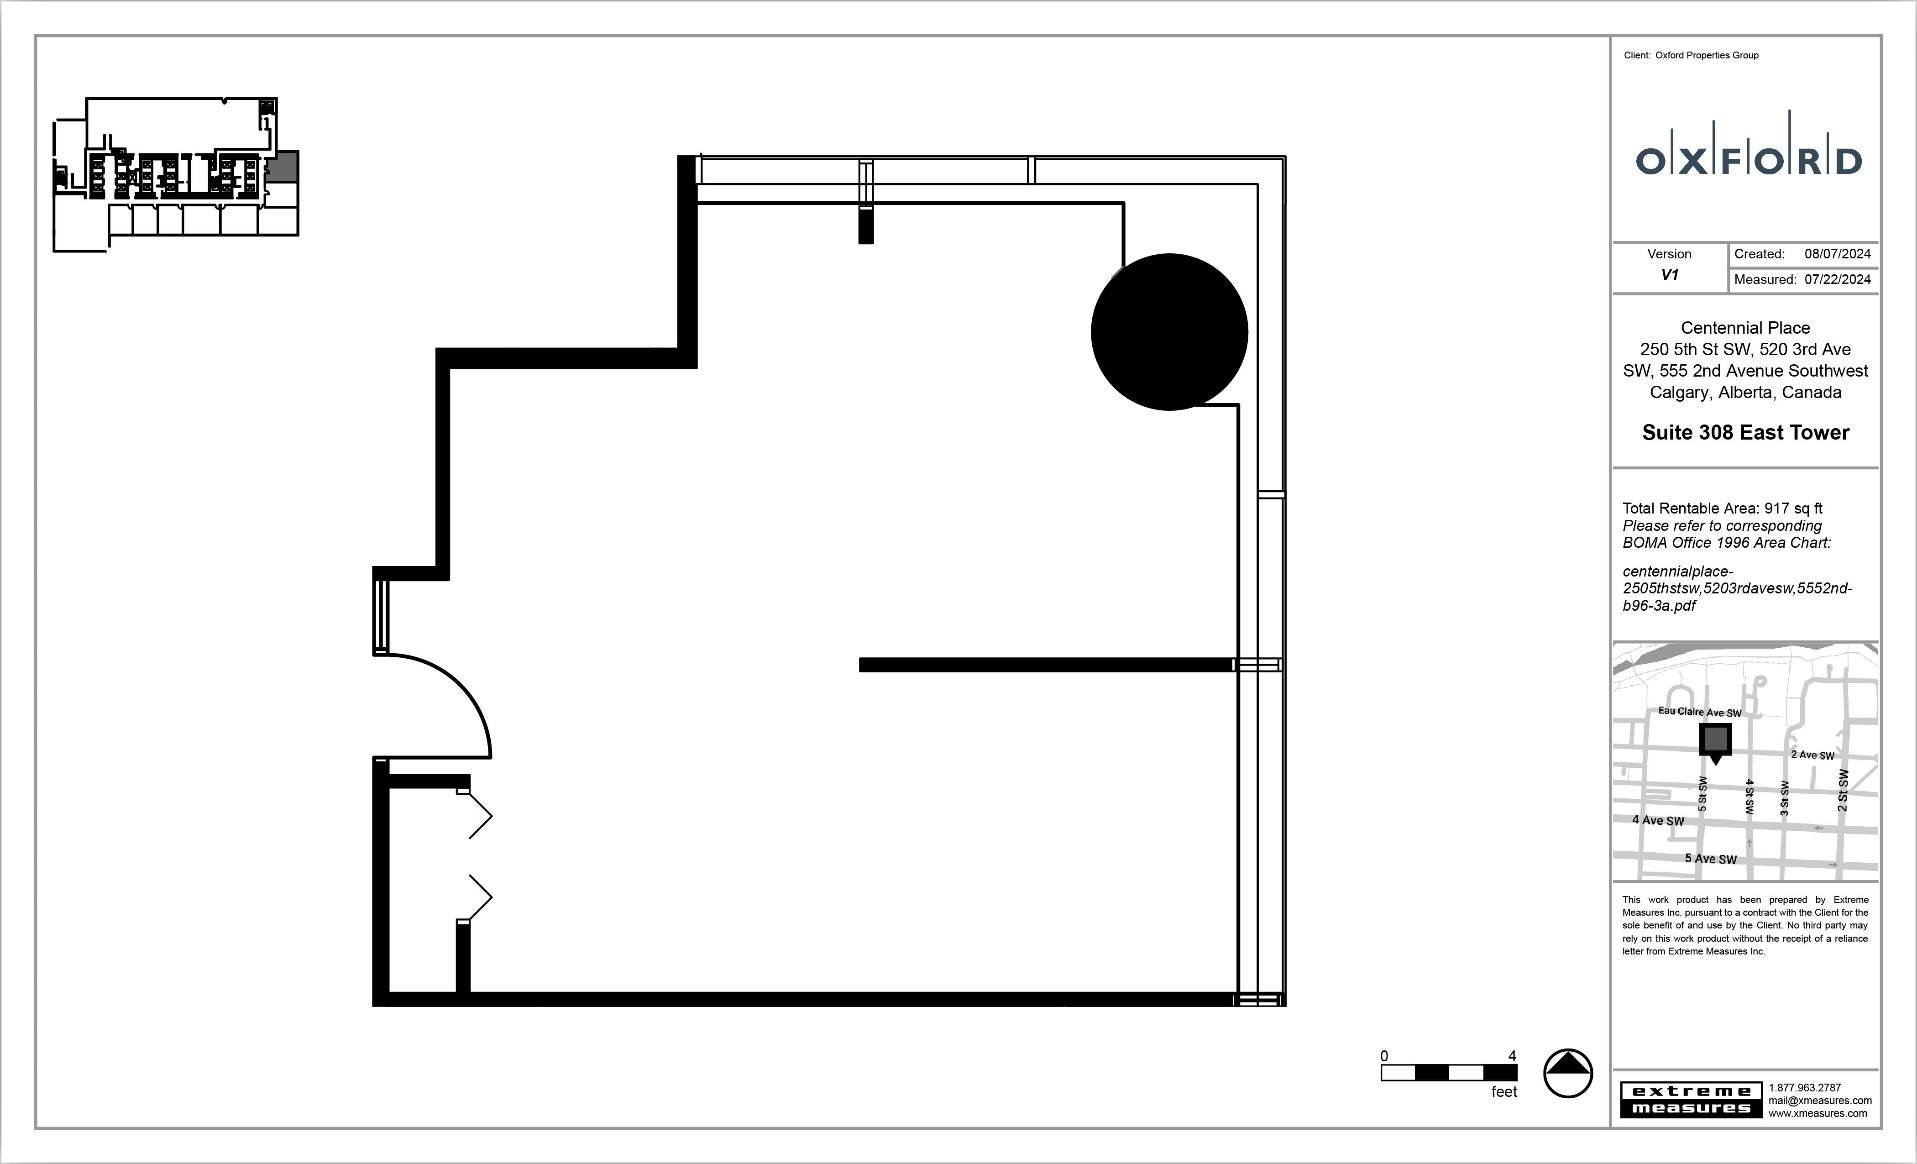 Client: Oxford Properties Group
OXFORD
Version
V1
Created: 08/07/2024
Measured: 07/22/2024
Centennial Place
250 5th St SW, 520 3rd Ave
SW, 555 2nd Avenue Southwest
Calgary, Alberta, Canada
Suite 308 East Tower
Total Rentable Area: 917 sq ft
Please refer to corresponding
BOMA Office 1996 Area Chart:
centennialplace-
2505thstsw,5203rdavesw,5552nd-
b96-3a.pdf
Eau Claire Ave SW
2 Ave SW
5 St SW
4 St SW
3 St SW
2 St SW
4 Ave SW
5 Ave SW
This work product has been prepared by Extreme
Measures Inc. pursuant to a contract with the Client for the
sole benefit of and use by the Client. No third party may
rely on this work product without the receipt of a reliance
letter from Extreme Measures Inc.
0 4
feet
extreme
measures
1.877.963.2787
mail@xmeasures.com
www.xmeasures.com